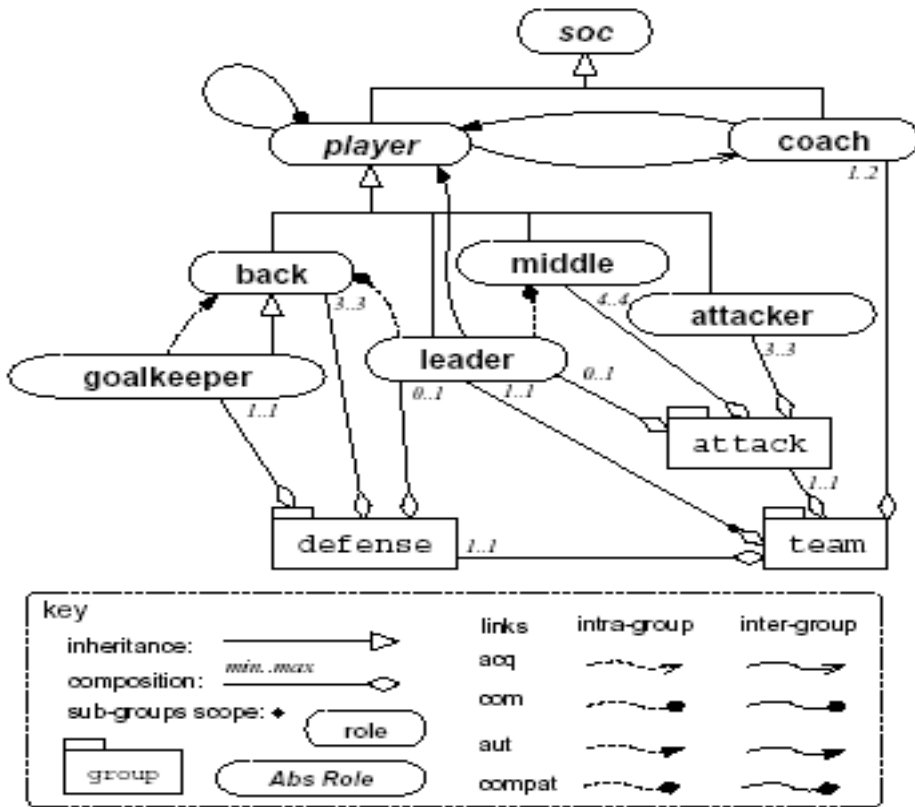 soc
player
coach
1..2
back
middle
3..3
4..4
attacker
goalkeeper
leader
3..3
0..1
1..1
0..1
1..1
attack
1..1
defense
1..1
team
key
inheritance:
min..max
composition:
sub-groups scope:
role
group
Abs Role
links intra-group inter-group
acq
com
aut
compat